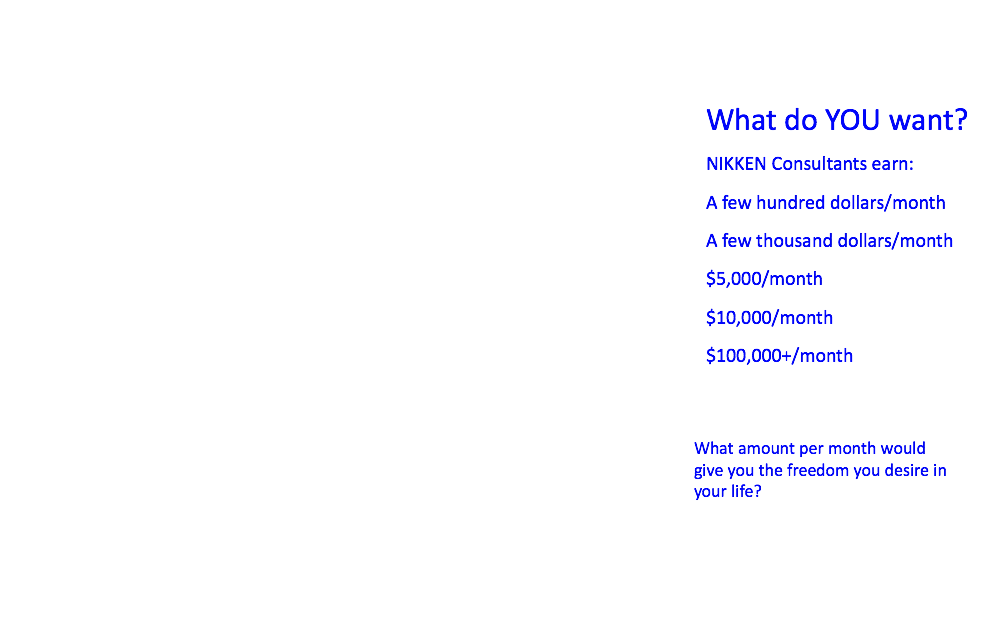 What do YOU want?
NIKKEN Consultants earn:
A few hundred dollars/month
A few thousand dollars/month
$5,000/month
$10,000/month
$100,000+/month
What amount per month would
give you the freedom you desire in
your life?